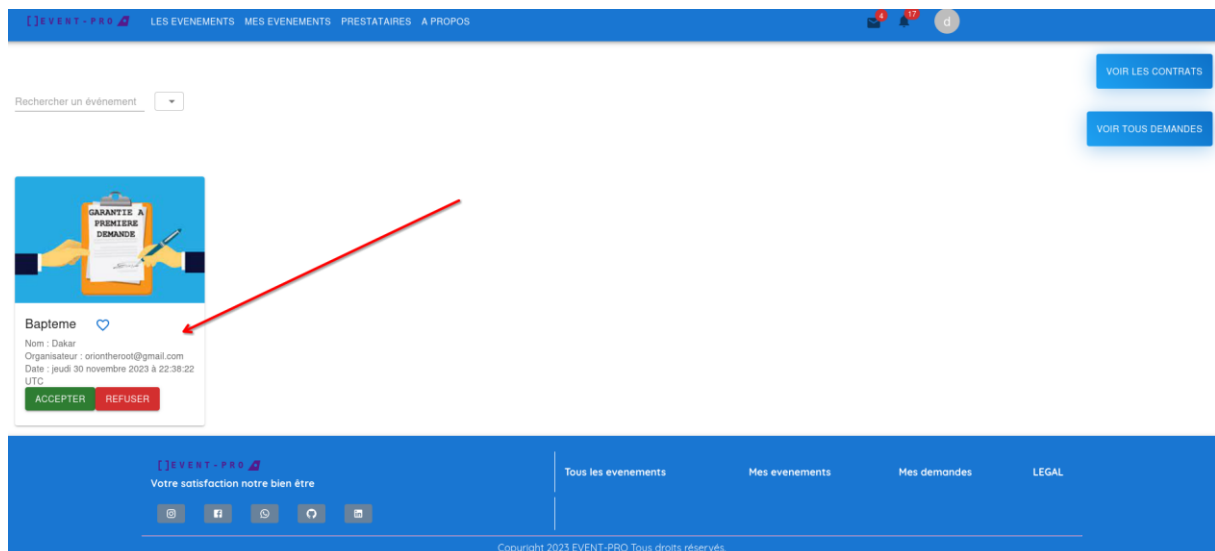 []EVENT-PRO LES EVENEMENTS MES EVENEMENTS PRESTATAIRES A PROPOS 4 17 d
VOIR LES CONTRATS
Rechercher un événement
VOIR TOUS DEMANDES
GARANTIE A
PREMIERE
DEMANDE
Bapteme
Nom : Dakar
Organisateur : oriontheroot@gmail.com
Date : jeudi 30 novembre 2023 à 22:38:22
UTC
ACCEPTER REFUSER
[]EVENT-PRO
Votre satisfaction notre bien être
Tous les evenements Mes evenements Mes demandes LEGAL
Copyright 2023 EVENT-PRO Tous droits réservés.